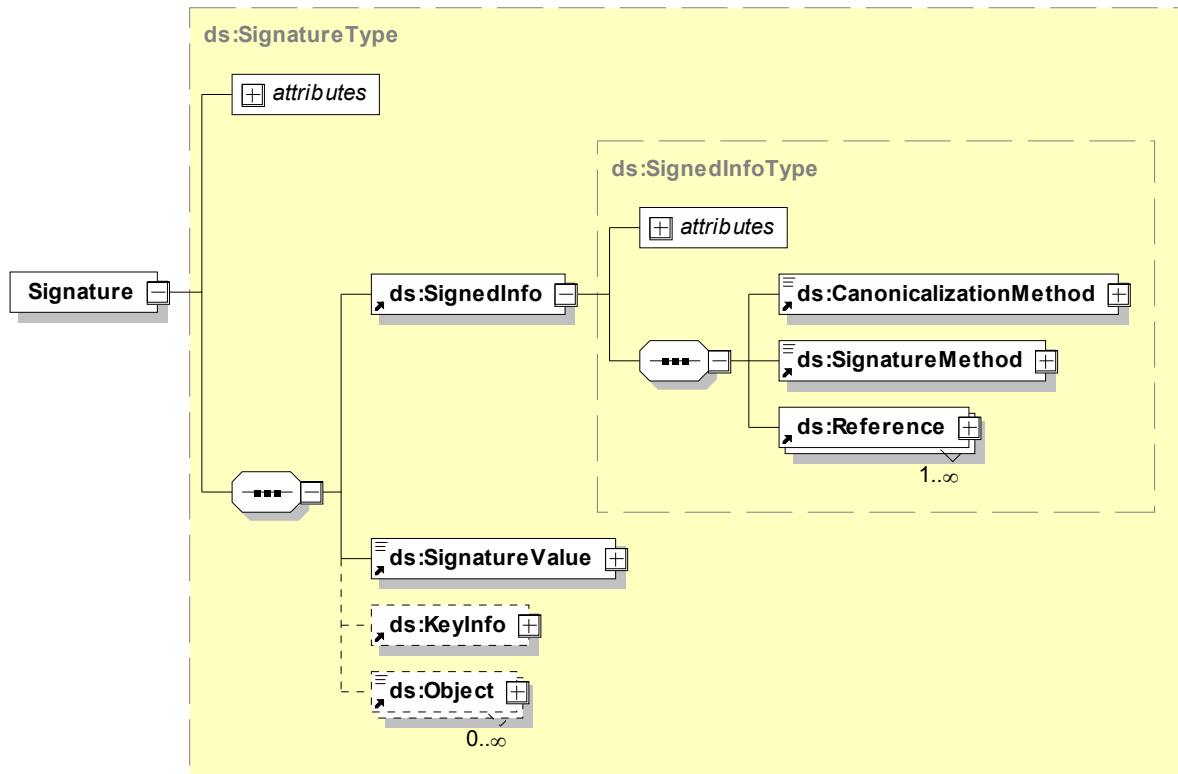 ds:SignatureType
attributes
ds:SignedInfoType
attributes
Signature
ds:SignedInfo
ds:CanonicalizationMethod
ds:SignatureMethod
ds:Reference
1..∞
ds:SignatureValue
ds:KeyInfo
ds:Object
0..∞